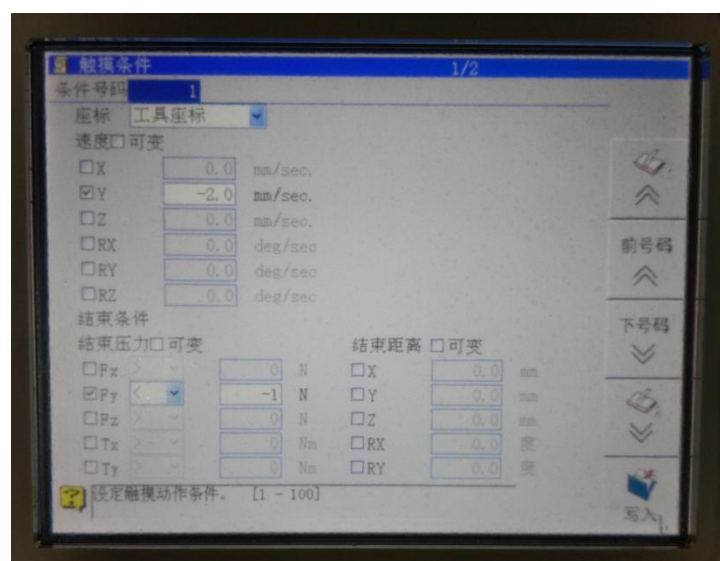 触摸条件 1/2
条件号码 1
座标 工具座标
速度 可变
X 0.0 mm/sec.
Y -2.0 mm/sec.
Z 0.0 mm/sec.
RX 0.0 deg/sec
RY 0.0 deg/sec
RZ 0.0 deg/sec
结束条件
结束压力 可变
Fx > 0 N
Fy < -1 N
Fz > 0 N
Tx > 0 Nm
Ty > 0 Nm
结束距离 可变
X 0.0 mm
Y 0.0 mm
Z 0.0 mm
RX 0.0 度
RY 0.0 度
设定触摸动作条件。 [1 - 100]
前号码
下号码
写入